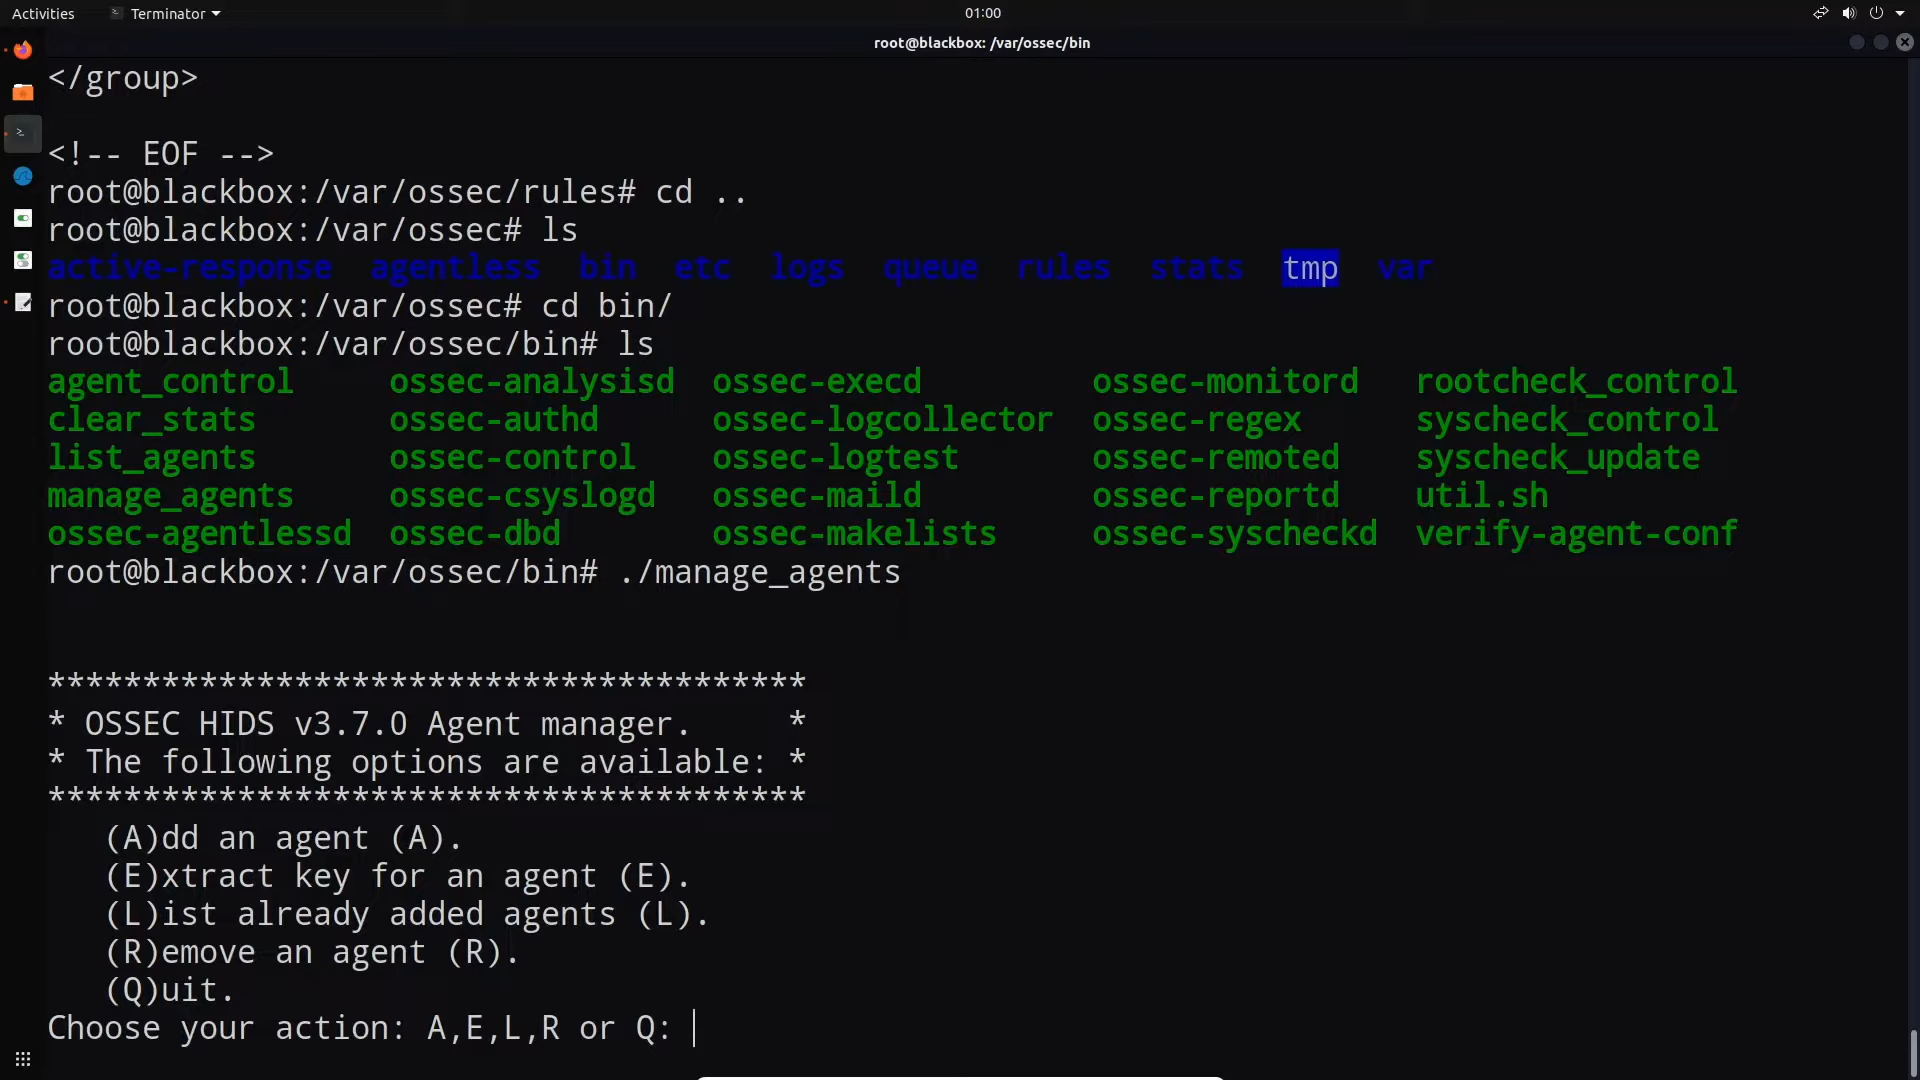 Activities Terminator 01:00
root@blackbox: /var/ossec/bin
</group>
<!-- EOF -->
root@blackbox:/var/ossec/rules# cd ..
root@blackbox:/var/ossec# ls
active-response agentless bin etc logs queue rules stats tmp var
root@blackbox:/var/ossec# cd bin/
root@blackbox:/var/ossec/bin# ls
agent_control ossec-analysisd ossec-execd ossec-monitord rootcheck_control
clear_stats ossec-authd ossec-logcollector ossec-regex syscheck_control
list_agents ossec-control ossec-logtest ossec-remoted syscheck_update
manage_agents ossec-csyslogd ossec-maild ossec-reportd util.sh
ossec-agentlessd ossec-dbd ossec-makelists ossec-syscheckd verify-agent-conf
root@blackbox:/var/ossec/bin# ./manage_agents
****************************************
* OSSEC HIDS v3.7.0 Agent manager.     *
* The following options are available: *
****************************************
(A)dd an agent (A).
(E)xtract key for an agent (E).
(L)ist already added agents (L).
(R)emove an agent (R).
(Q)uit.
Choose your action: A,E,L,R or Q: